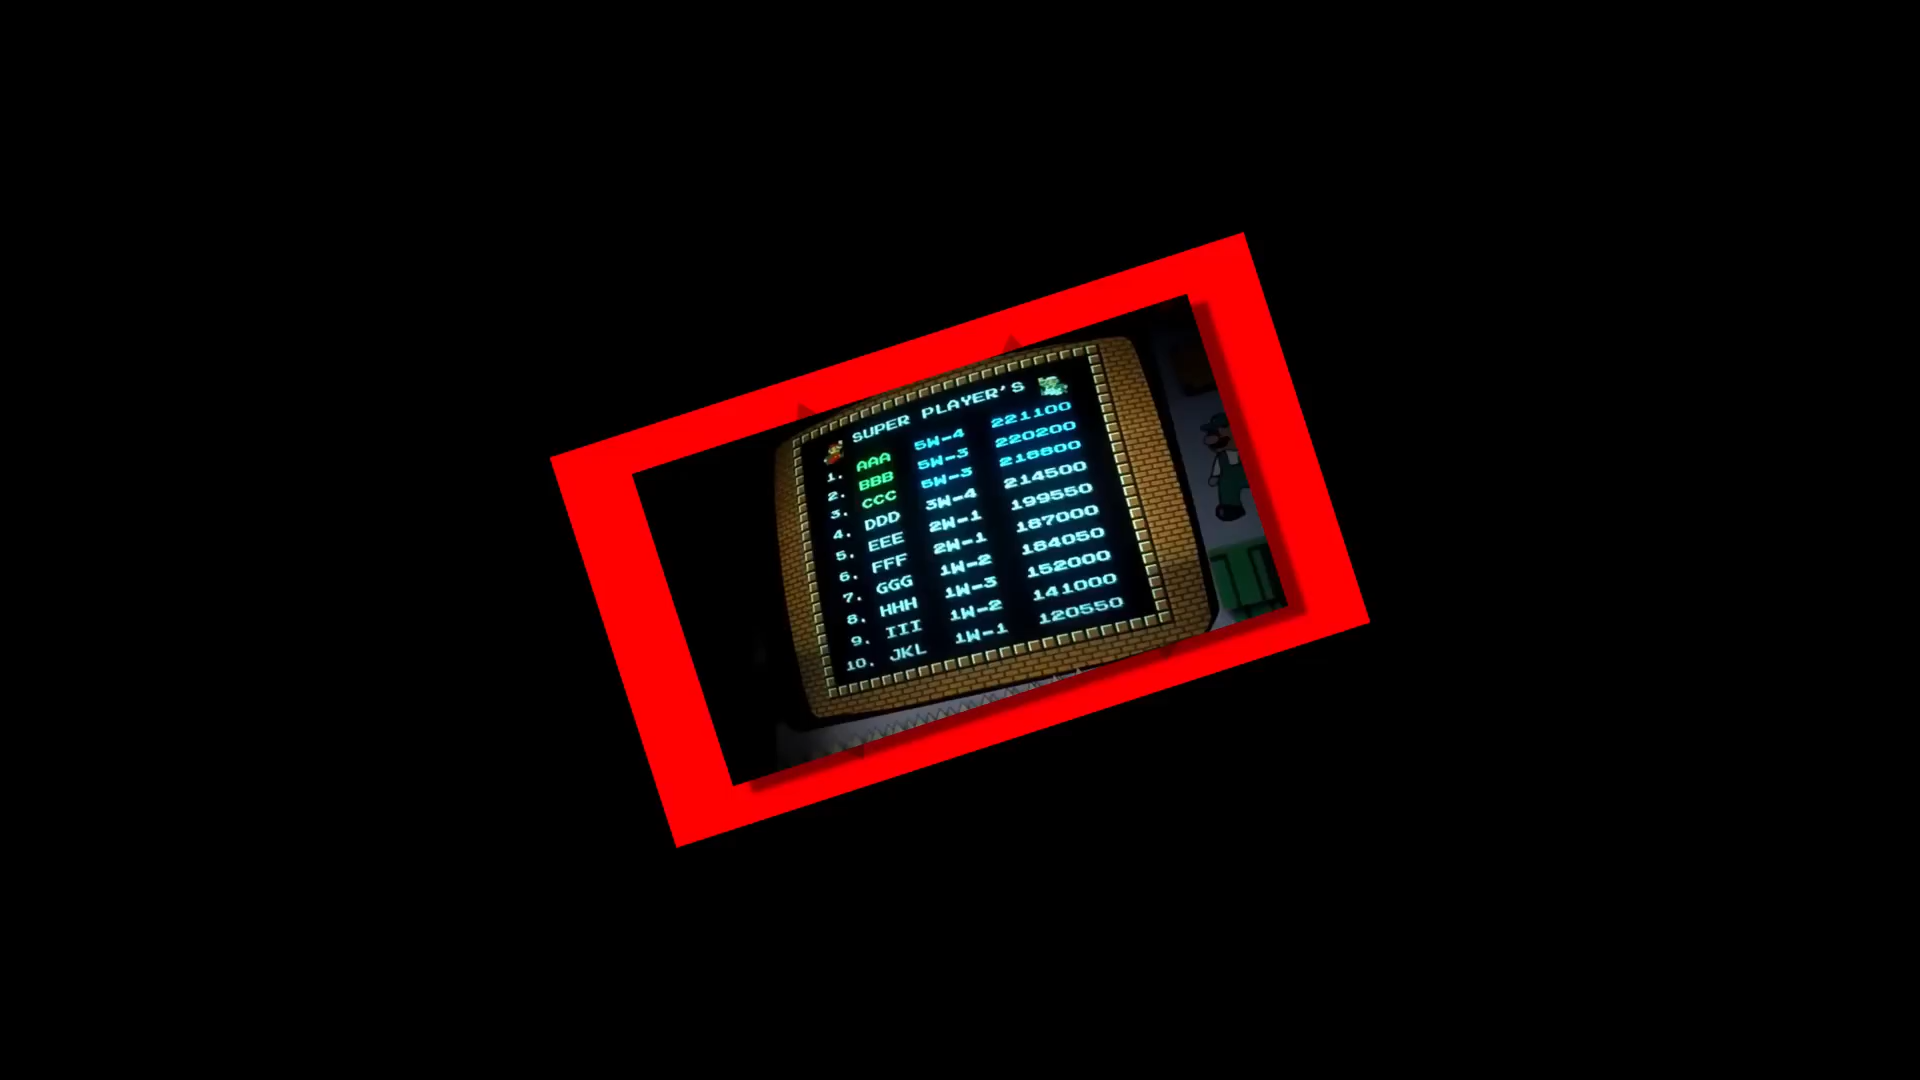 SUPER PLAYER'S
1. AAA 5W-4 221100
2. BBB 5W-3 220200
3. CCC 5W-3 218800
4. DDD 3W-4 214500
5. EEE 2W-1 199550
6. FFF 2W-1 187000
7. GGG 1W-2 184050
8. HHH 1W-3 152000
9. III 1W-2 141000
10. JKL 1W-1 120550